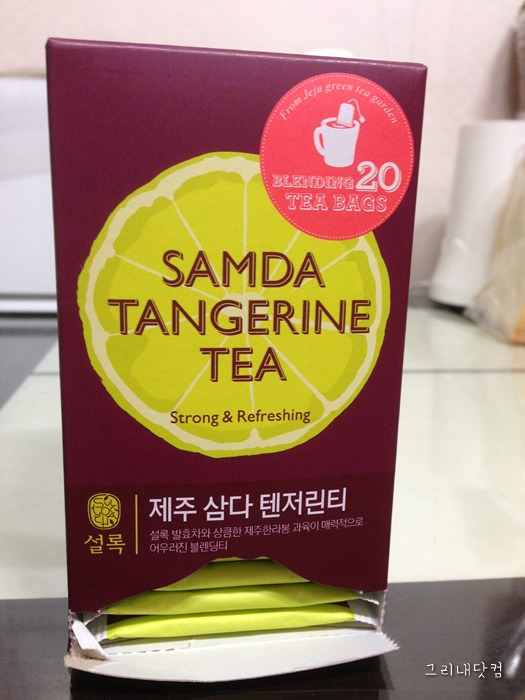 From Jeju green tea garden
BLENDING 20
TEA BAGS
SAMDA
TANGERINE
TEA
Strong & Refreshing
설록
제주 삼다 텐저린티
설록 발효차와 상큼한 제주한라봉 과육이 매력적으로
어우러진 블렌딩티
그리내닷컴